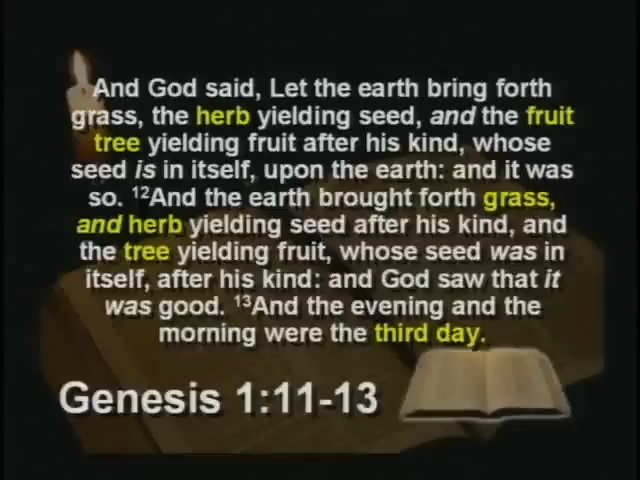 And God said, Let the earth bring forth
grass, the herb yielding seed, and the fruit
tree yielding fruit after his kind, whose
seed is in itself, upon the earth: and it was
so. ¹²And the earth brought forth grass,
and herb yielding seed after his kind, and
the tree yielding fruit, whose seed was in
itself, after his kind: and God saw that it
was good. ¹³And the evening and the
morning were the third day.
Genesis 1:11-13